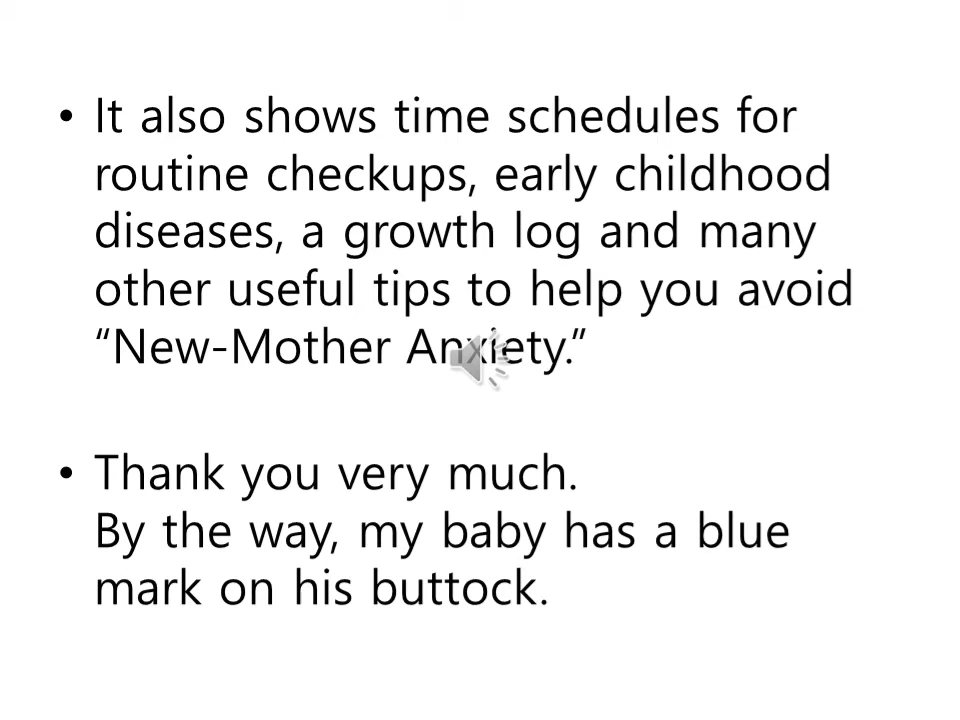 • It also shows time schedules for
routine checkups, early childhood
diseases, a growth log and many
other useful tips to help you avoid
“New-Mother Anxiety.”
• Thank you very much.
By the way, my baby has a blue
mark on his buttock.